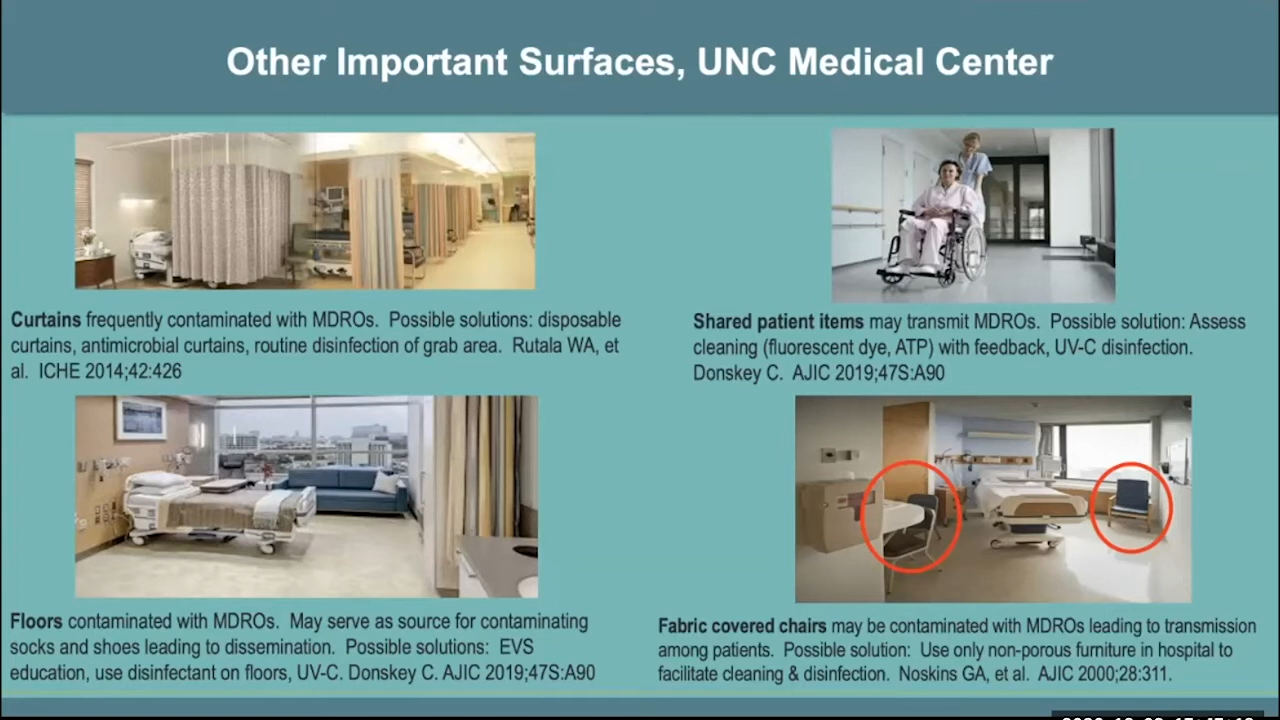 Other Important Surfaces, UNC Medical Center
Curtains frequently contaminated with MDROs. Possible solutions: disposable
curtains, antimicrobial curtains, routine disinfection of grab area. Rutala WA, et
al. ICHE 2014;42:426
Shared patient items may transmit MDROs. Possible solution: Assess
cleaning (fluorescent dye, ATP) with feedback, UV-C disinfection.
Donskey C. AJIC 2019;47S:A90
Floors contaminated with MDROs. May serve as source for contaminating
socks and shoes leading to dissemination. Possible solutions: EVS
education, use disinfectant on floors, UV-C. Donskey C. AJIC 2019;47S:A90
Fabric covered chairs may be contaminated with MDROs leading to transmission
among patients. Possible solution: Use only non-porous furniture in hospital to
facilitate cleaning & disinfection. Noskins GA, et al. AJIC 2000;28:311.